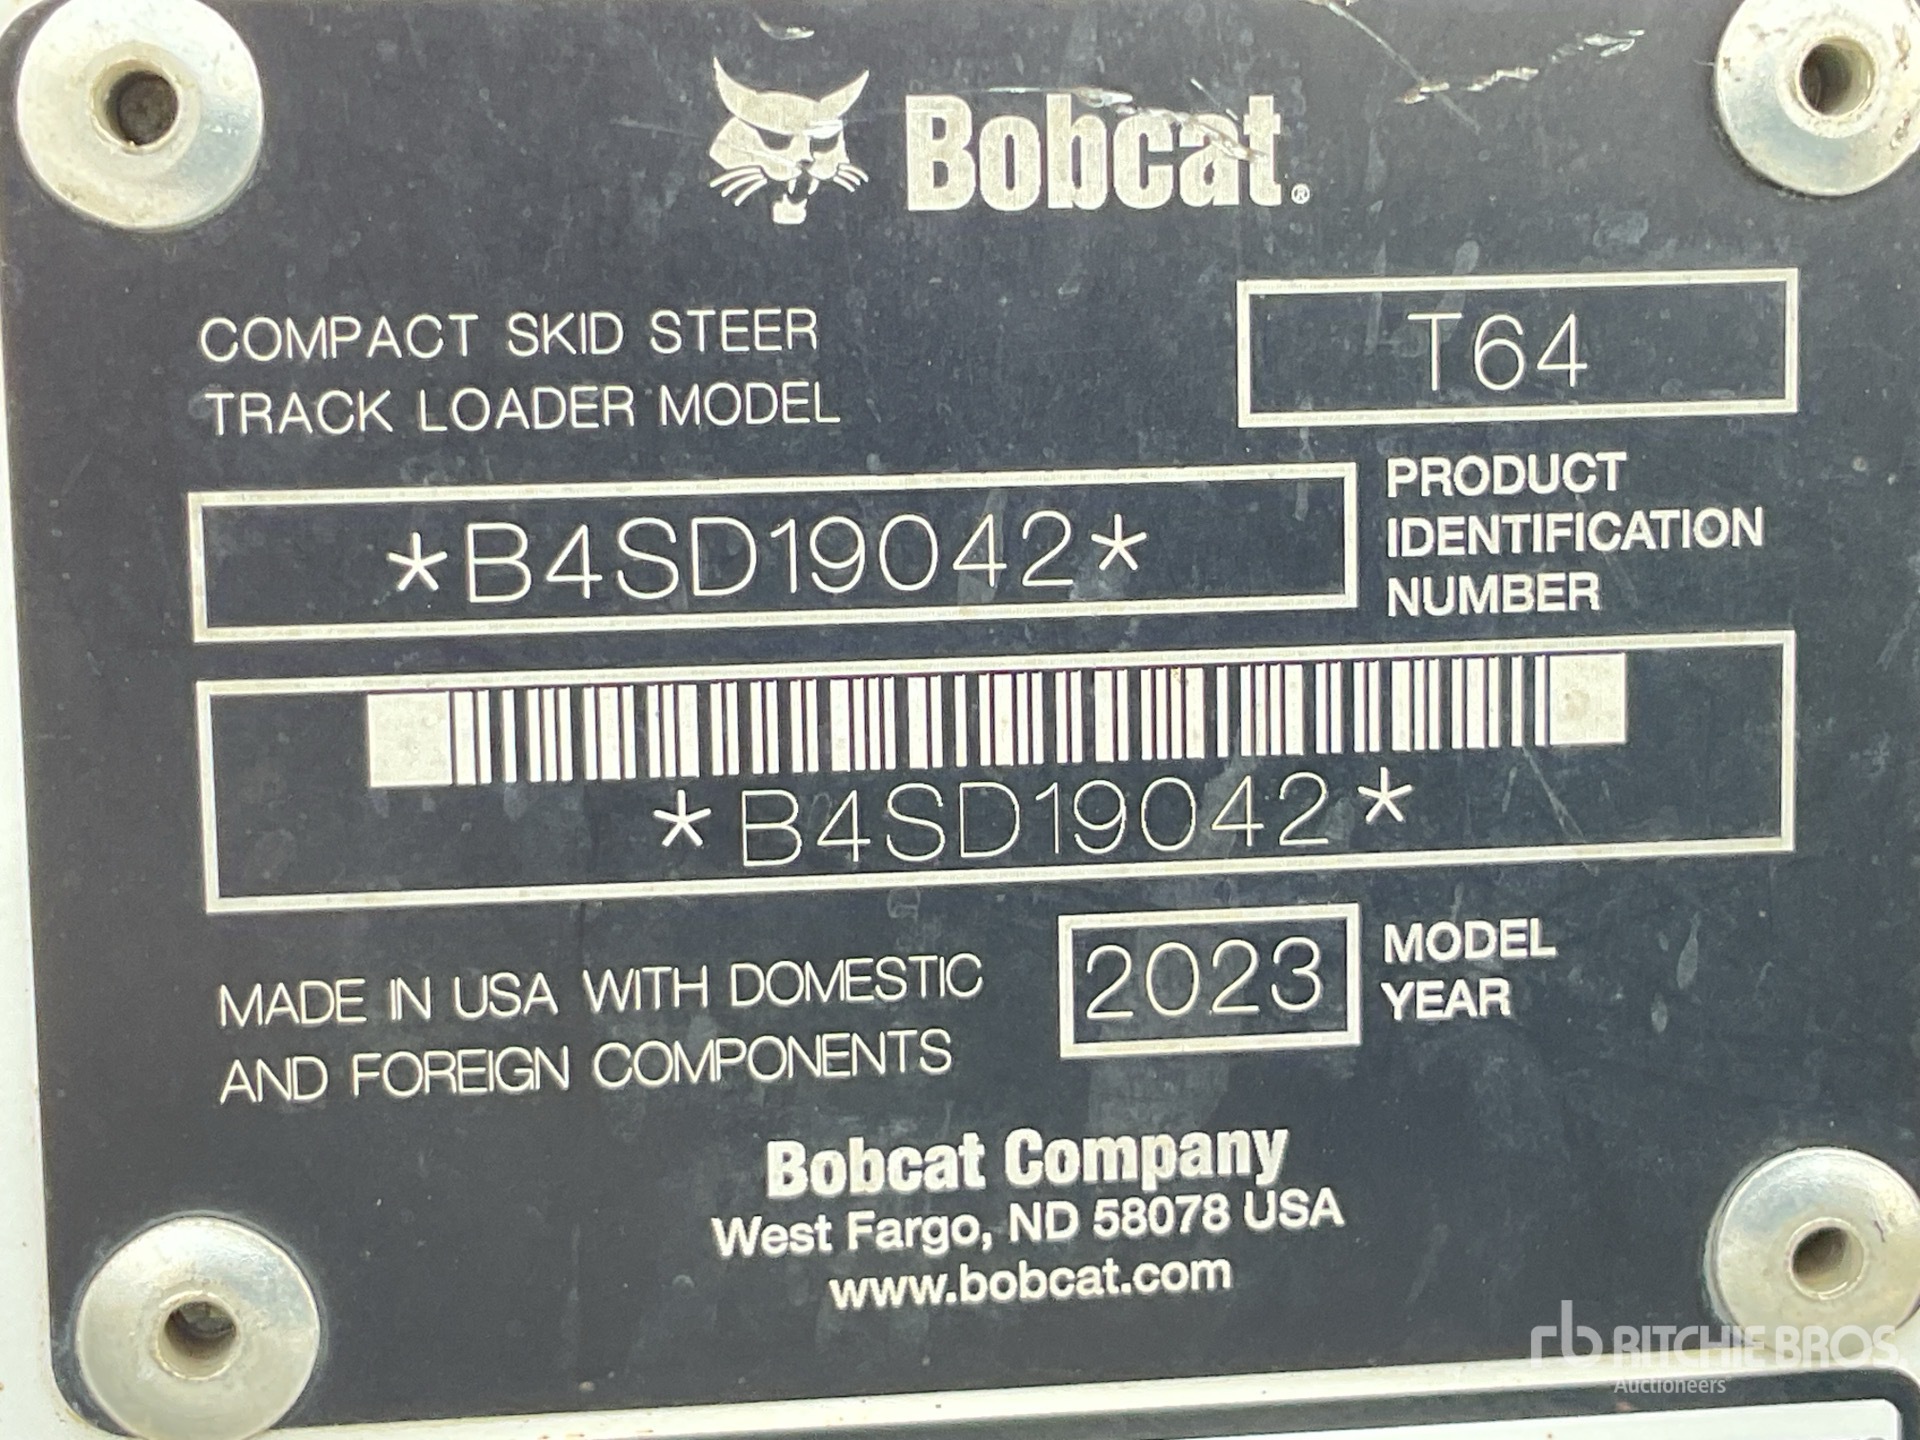 Bobcat®
COMPACT SKID STEER
TRACK LOADER MODEL
T64
*B4SD19042*
PRODUCT
IDENTIFICATION
NUMBER
*B4SD19042*
MADE IN USA WITH DOMESTIC
AND FOREIGN COMPONENTS
2023
MODEL
YEAR
Bobcat Company
West Fargo, ND 58078 USA
www.bobcat.com
rb RITCHIE BROS
Auctioneers